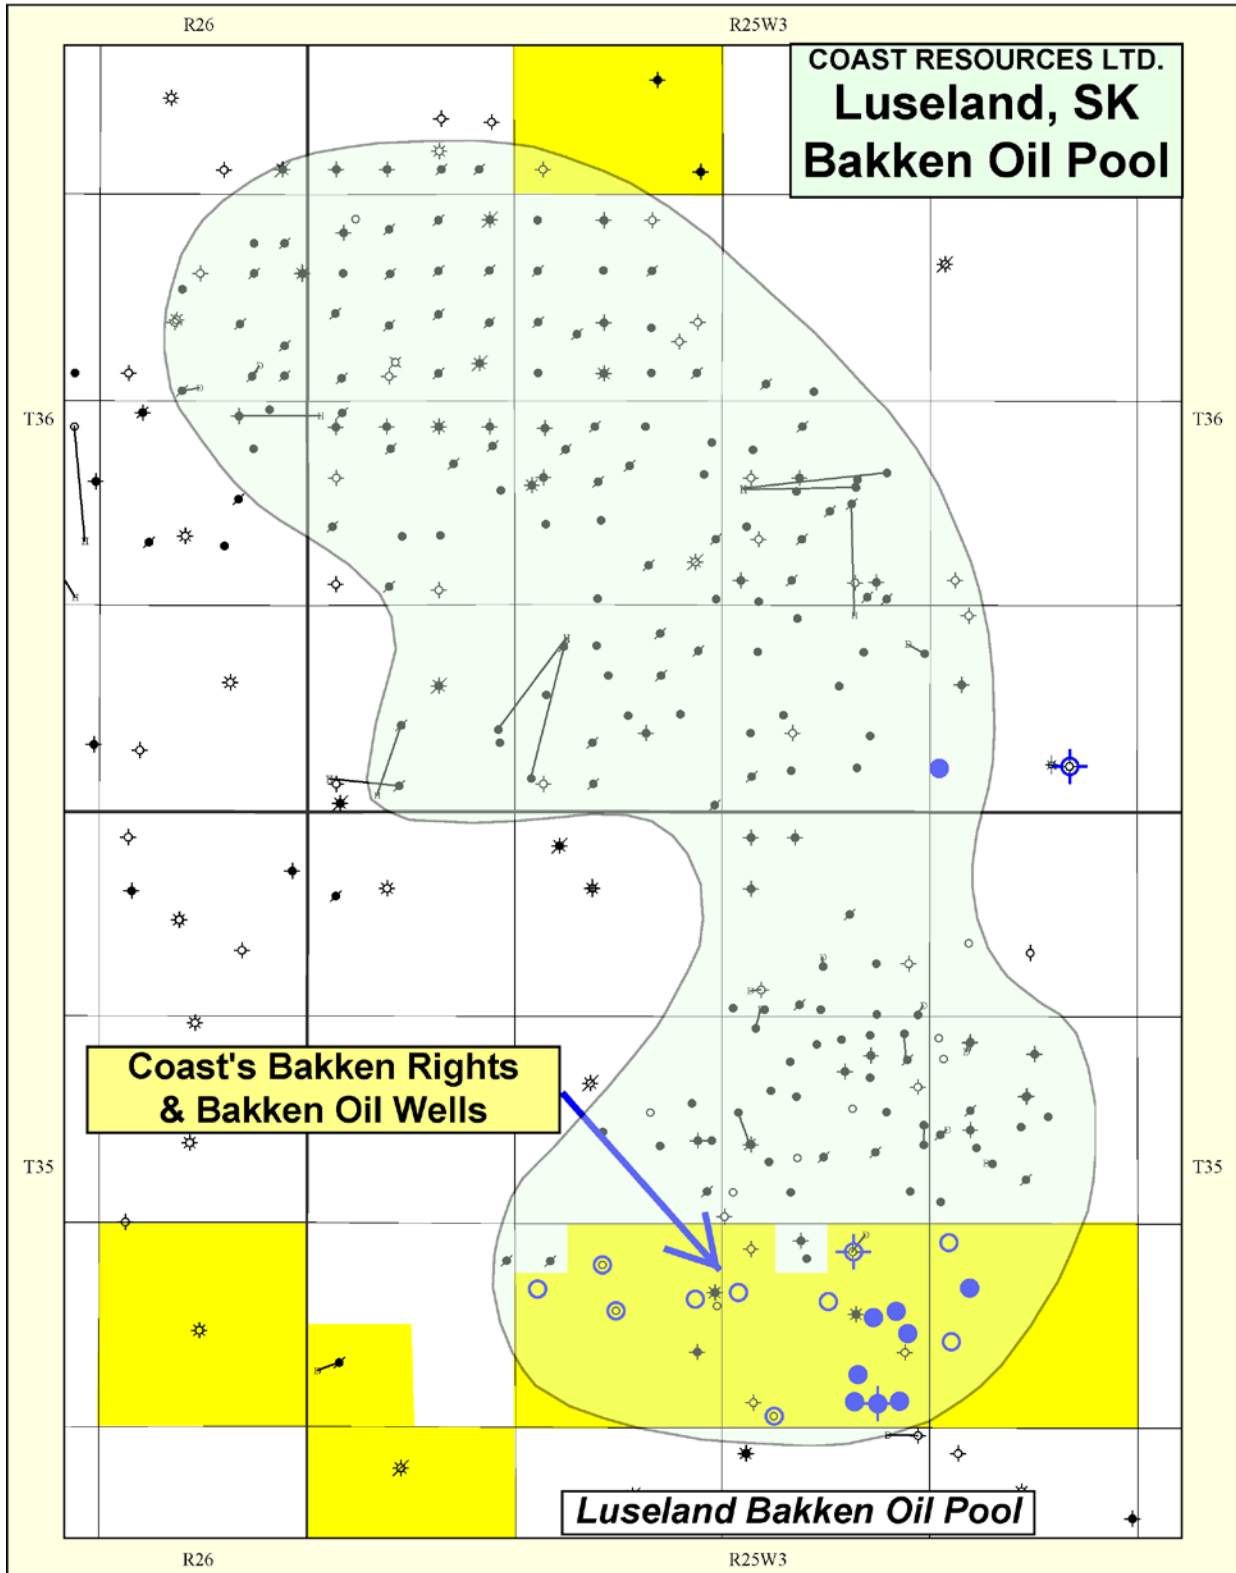 R26
R25W3
COAST RESOURCES LTD.
Luseland, SK
Bakken Oil Pool
T36
T36
Coast's Bakken Rights
& Bakken Oil Wells
T35
T35
Luseland Bakken Oil Pool
R26
R25W3